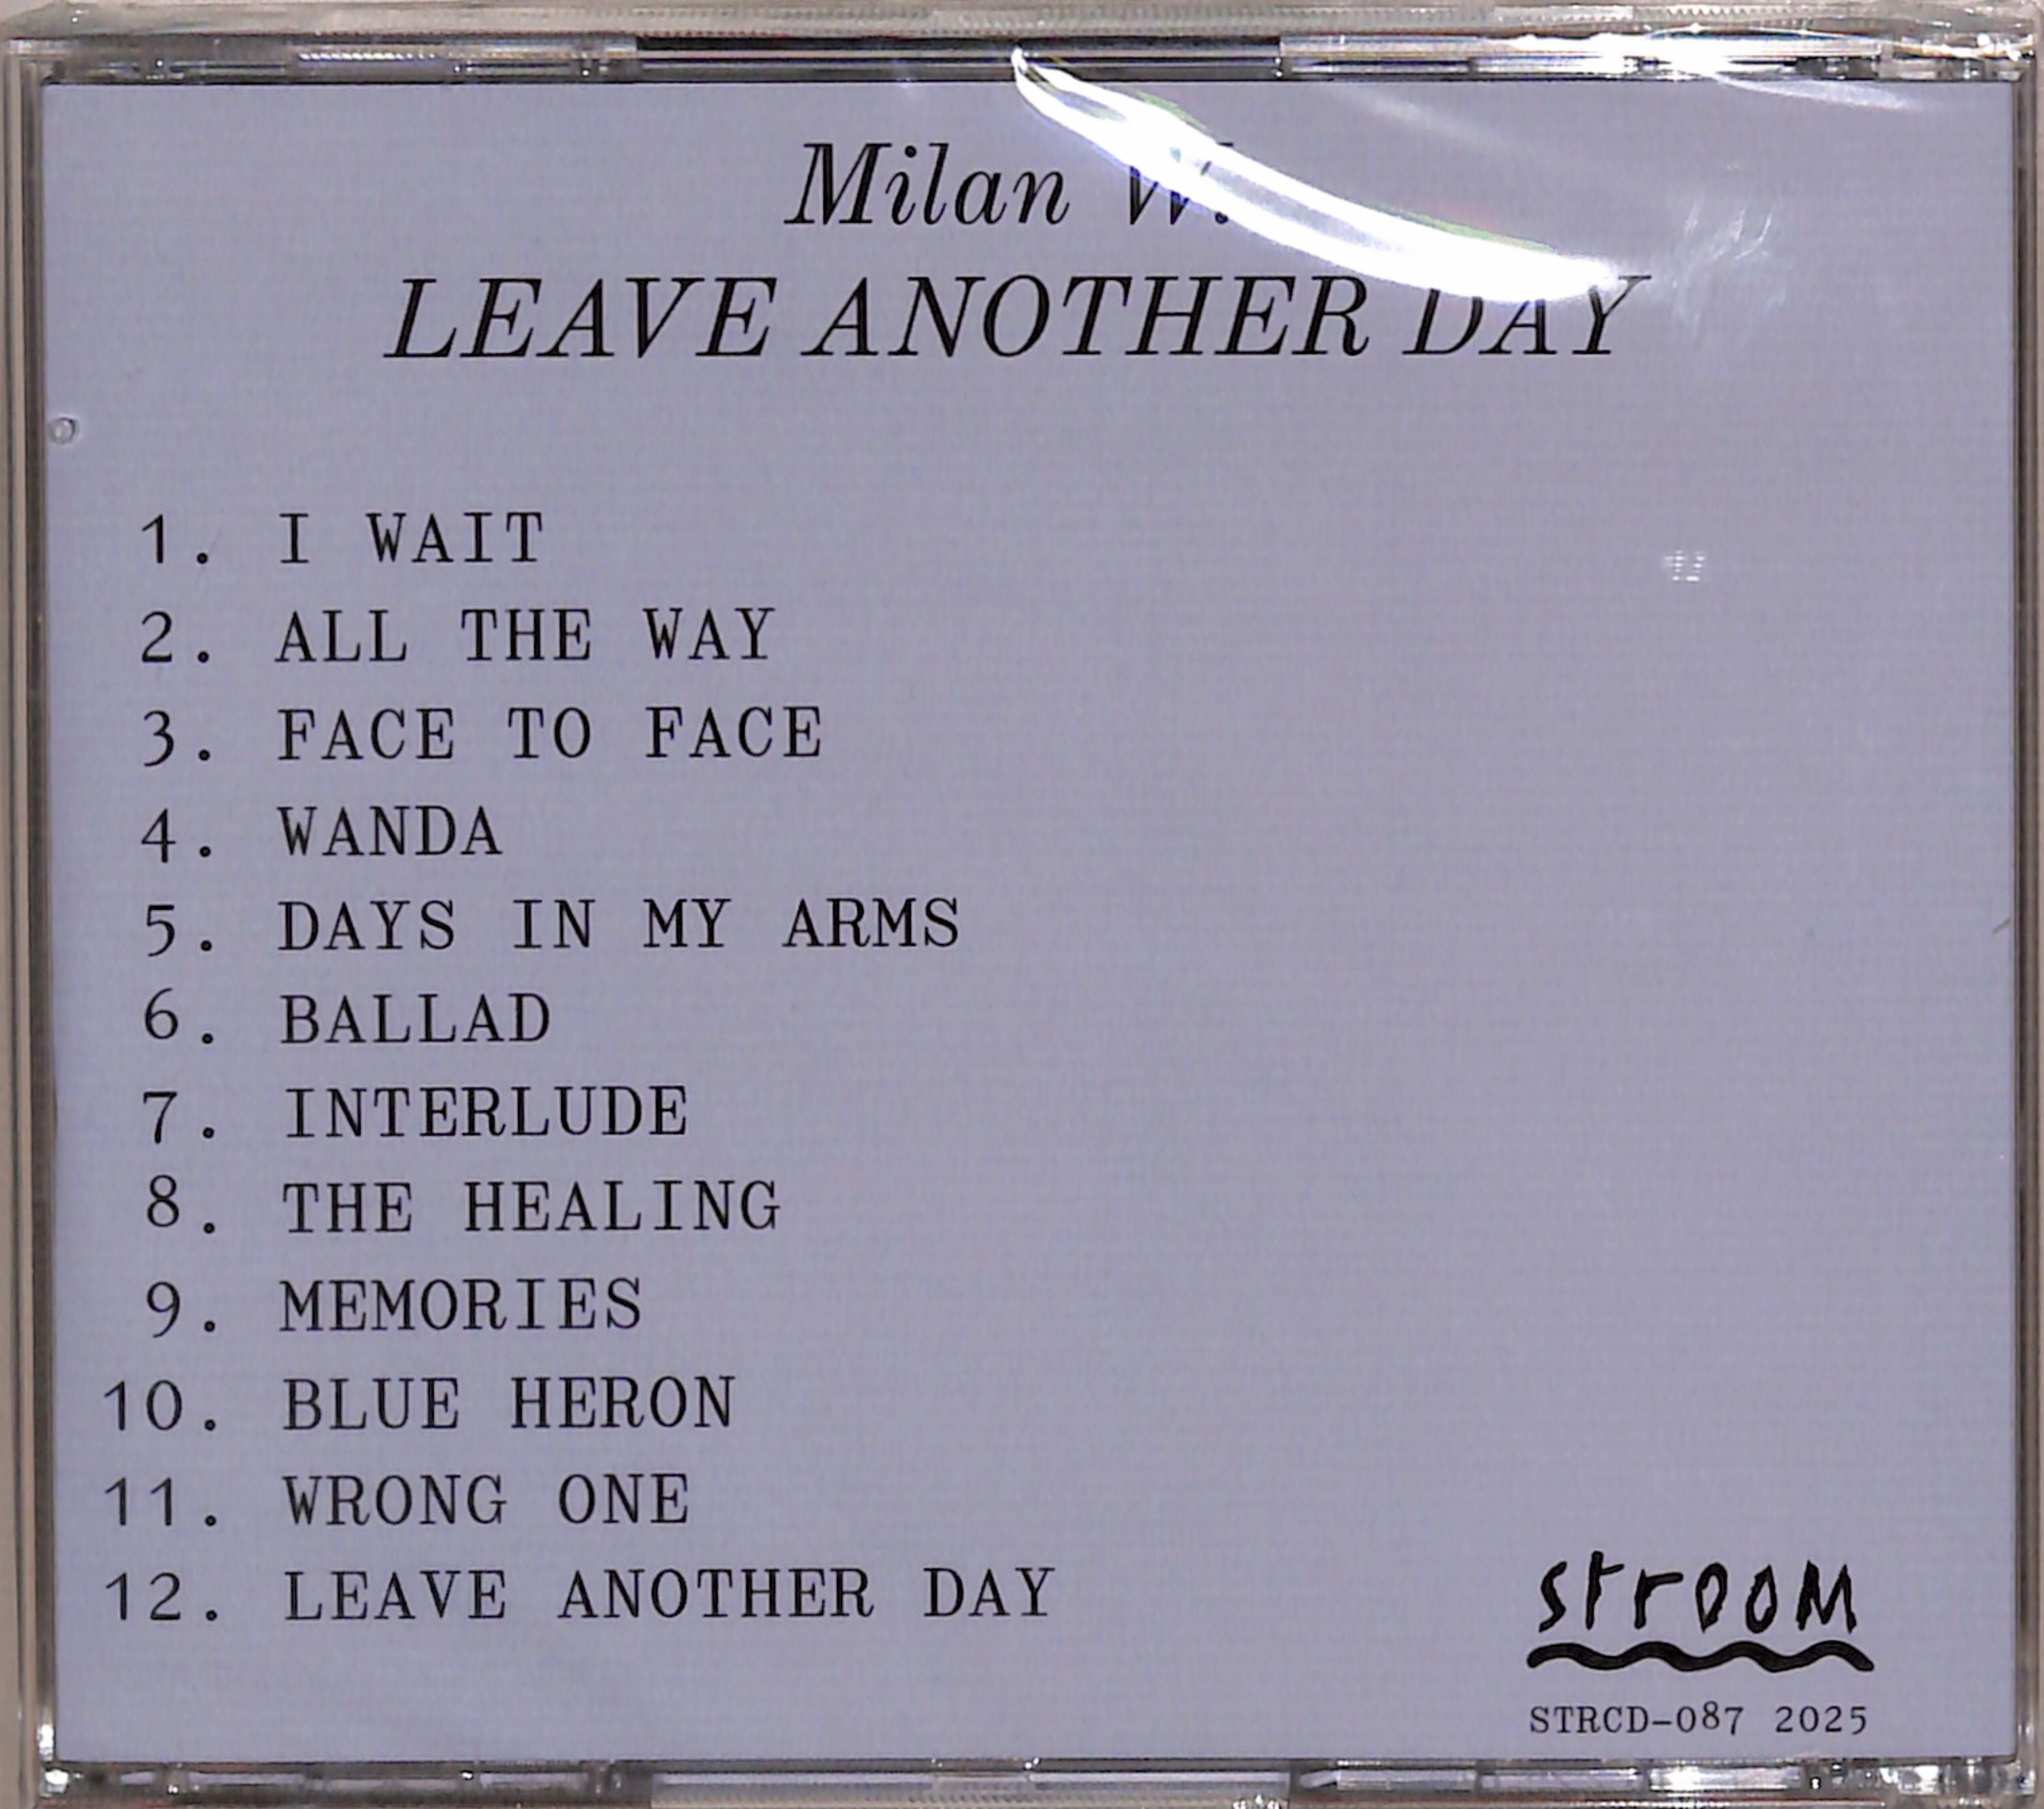 Milan W.
LEAVE ANOTHER DAY
1. I WAIT
2. ALL THE WAY
3. FACE TO FACE
4. WANDA
5. DAYS IN MY ARMS
6. BALLAD
7. INTERLUDE
8. THE HEALING
9. MEMORIES
10. BLUE HERON
11. WRONG ONE
12. LEAVE ANOTHER DAY
strOOM
STRCD-087 2025